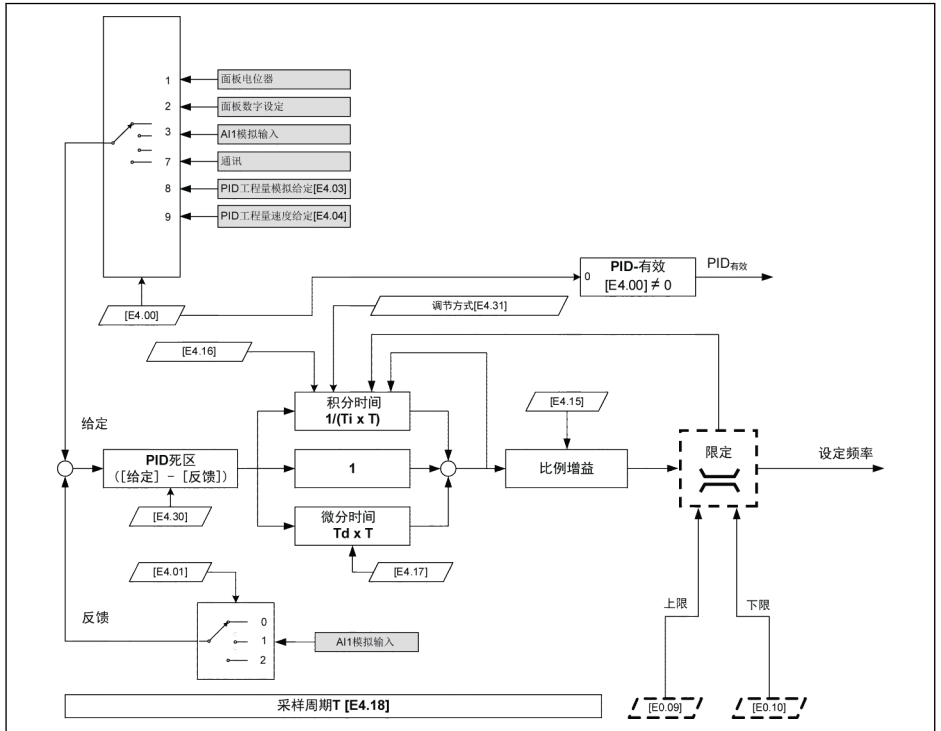 1
面板电位器
2
面板数字设定
3
AI1模拟输入
7
通讯
8
PID工程量模拟给定[E4.03]
9
PID工程量速度给定[E4.04]
[E4.00]
0
PID-有效
[E4.00] ≠ 0
PID有效
调节方式[E4.31]
[E4.16]
积分时间
1/(Ti x T)
[E4.15]
给定
PID死区
([给定] - [反馈])
1
比例增益
限定
设定频率
[E4.30]
微分时间
Td x T
[E4.17]
[E4.01]
反馈
0
1
2
AI1模拟输入
上限
下限
采样周期T [E4.18]
[E0.09]
[E0.10]